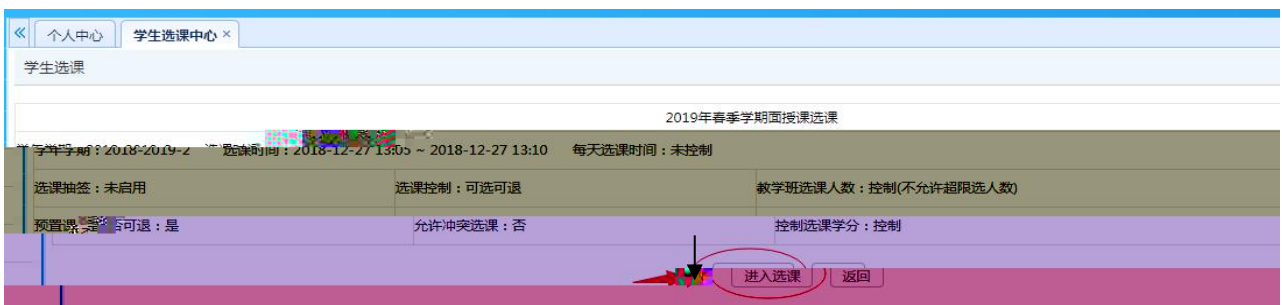 « 个人中心 学生选课中心 ×
学生选课
2019年春季学期面授课选课
学年学期：2018-2019-2 选课时间：2018-12-27 13:05 ~ 2018-12-27 13:10 每天选课时间：未控制
选课抽签：未启用 选课控制：可选可退 教学班选课人数：控制(不允许超限选人数)
预置课是否可退：是 允许冲突选课：否 控制选课学分：控制
进入选课 返回